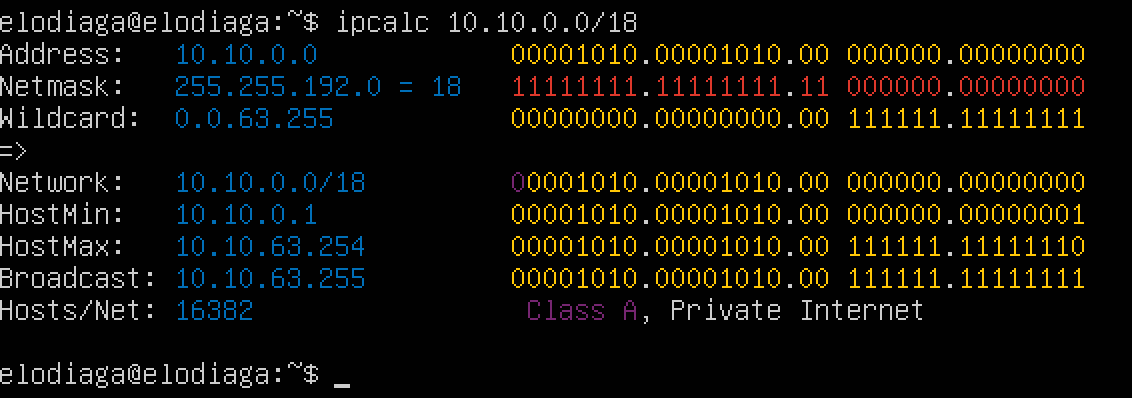 elodiaga@elodiaga:~$ ipcalc 10.10.0.0/18
Address:   10.10.0.0            00001010.00001010.00 000000.00000000
Netmask:   255.255.192.0 = 18   11111111.11111111.11 000000.00000000
Wildcard:  0.0.63.255           00000000.00000000.00 111111.11111111
=>
Network:   10.10.0.0/18         00001010.00001010.00 000000.00000000
HostMin:   10.10.0.1            00001010.00001010.00 000000.00000001
HostMax:   10.10.63.254         00001010.00001010.00 111111.11111110
Broadcast: 10.10.63.255         00001010.00001010.00 111111.11111111
Hosts/Net: 16382                 Class A, Private Internet
elodiaga@elodiaga:~$ _